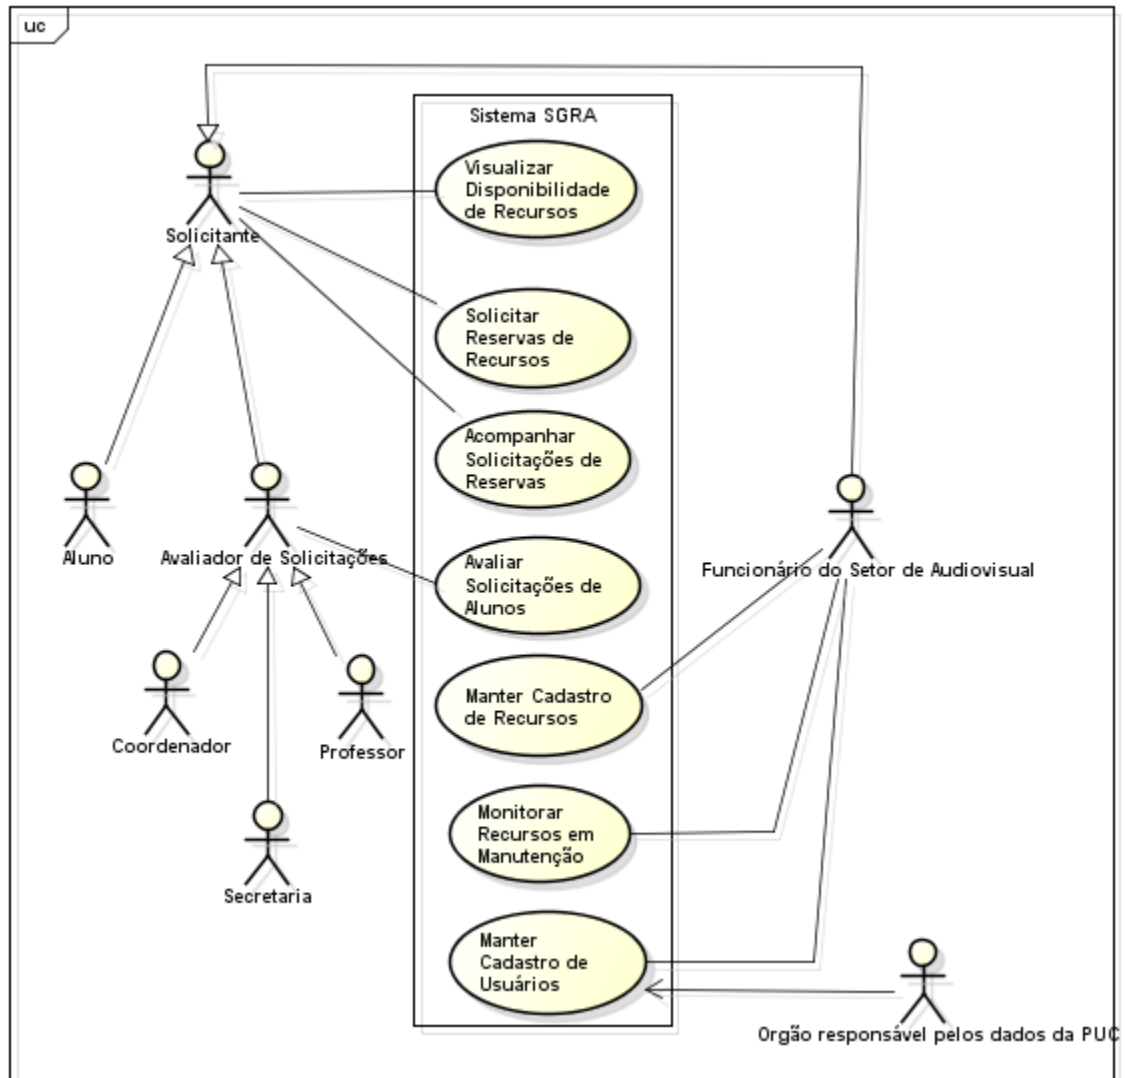 uc
Sistema SGRA
Visualizar
Disponibilidade
de Recursos
Solicitante
Solicitar
Reservas de
Recursos
Acompanhar
Solicitações de
Reservas
Aluno
Avaliador de Solicitações
Avaliar
Solicitações de
Alunos
Funcionário do Setor de Audiovisual
Manter Cadastro
de Recursos
Coordenador
Professor
Monitorar
Recursos em
Manutenção
Secretaria
Manter
Cadastro de
Usuários
Orgão responsável pelos dados da PUC